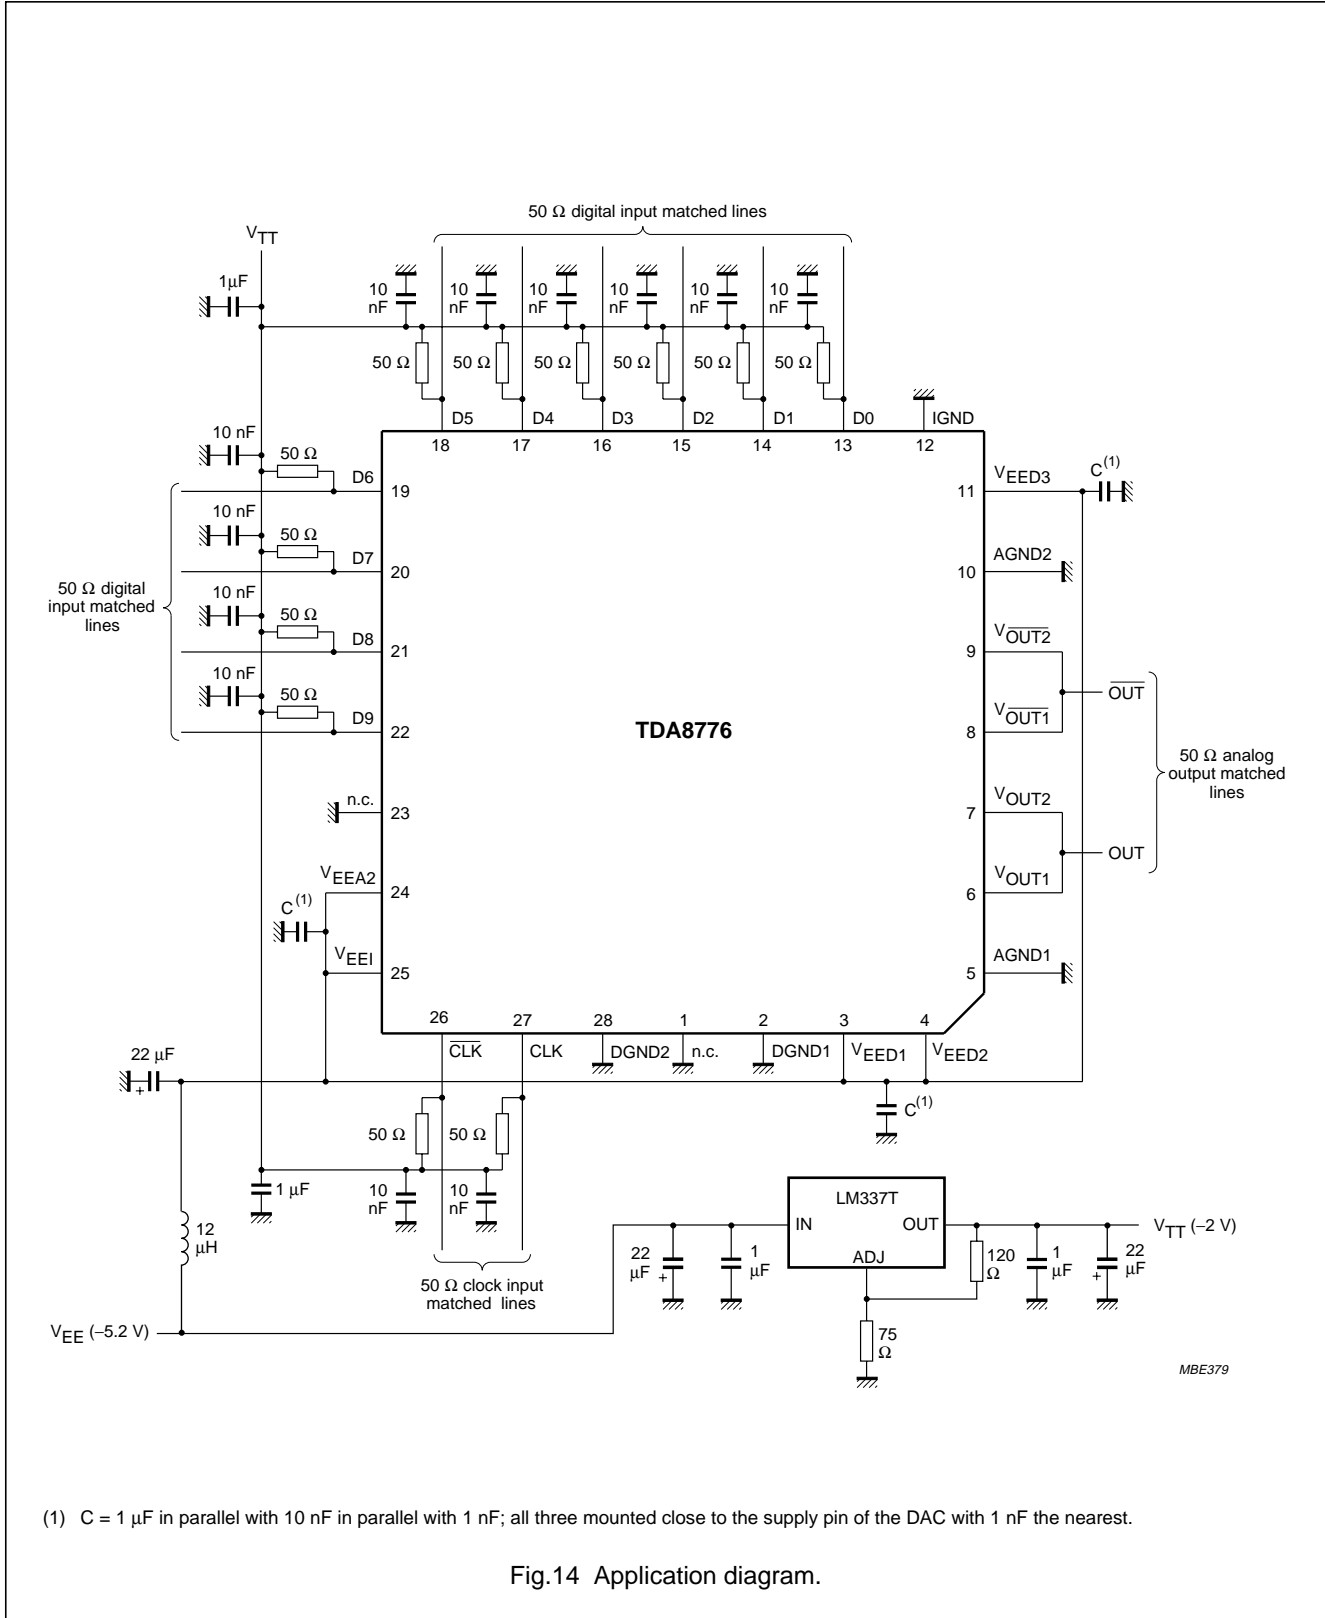 50 Ω digital input matched lines
VTT
1μF
10 nF 10 nF 10 nF 10 nF 10 nF 10 nF
50 Ω 50 Ω 50 Ω 50 Ω 50 Ω 50 Ω
D5 D4 D3 D2 D1 D0 IGND
18 17 16 15 14 13 12
10 nF
50 Ω
D6
19
10 nF
50 Ω
D7
20
10 nF
50 Ω
D8
21
10 nF
50 Ω
D9
22
50 Ω digital
input matched
lines
n.c.
23
VEEA2
24
C(1)
VEEI
25
TDA8776
VEED3
11
C(1)
AGND2
10
VOUT2
9
OUT
VOUT1
8
50 Ω analog
output matched
lines
VOUT2
7
OUT
VOUT1
6
AGND1
5
26 27 28 1 2 3 4
CLK CLK DGND2 n.c. DGND1 VEED1 VEED2
22 μF
+
C(1)
50 Ω 50 Ω
1 μF
10 nF 10 nF
12
μH
50 Ω clock input
matched lines
VEE (−5.2 V)
LM337T
IN OUT
ADJ
VTT (−2 V)
22
μF
+
1
μF
120
Ω
1
μF
22
μF
+
75
Ω
MBE379
(1) C = 1 μF in parallel with 10 nF in parallel with 1 nF; all three mounted close to the supply pin of the DAC with 1 nF the nearest.
Fig.14 Application diagram.